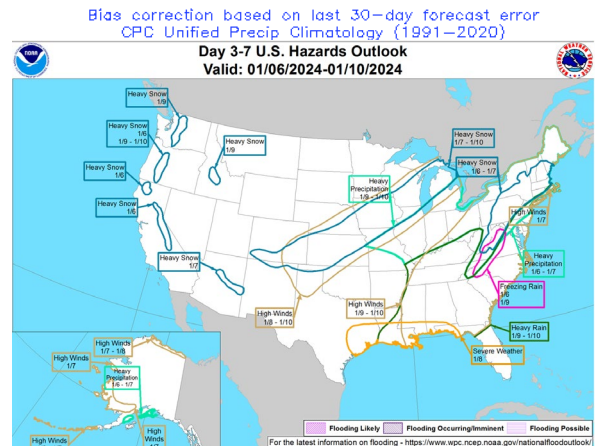 Bias correction based on last 30-day forecast error
CPC Unified Precip Climatology (1991-2020)
Day 3-7 U.S. Hazards Outlook
Valid: 01/06/2024-01/10/2024
NOAA
Heavy Snow
1/9
Heavy Snow
1/6
1/9 - 1/10
Heavy Snow
1/9
Heavy Snow
1/6
Heavy Snow
1/6
Heavy Snow
1/7
Heavy Snow
1/7 - 1/10
Heavy Snow
1/6 - 1/7
Heavy
Precipitation
1/9 - 1/10
High Winds
1/7
Heavy
Precipitation
1/6 - 1/7
Freezing Rain
1/6
1/9
High Winds
1/8 - 1/10
High Winds
1/9 - 1/10
Heavy Rain
1/9 - 1/10
Severe Weather
1/8
High Winds
1/7 - 1/8
High Winds
1/7
Heavy
Precipitation
1/6 - 1/7
High Winds
High
Winds
1/7
Flooding Likely
Flooding Occurring/Imminent
Flooding Possible
For the latest information on flooding - https://www.wpc.ncep.noaa.gov/nationalfloodoutlook/